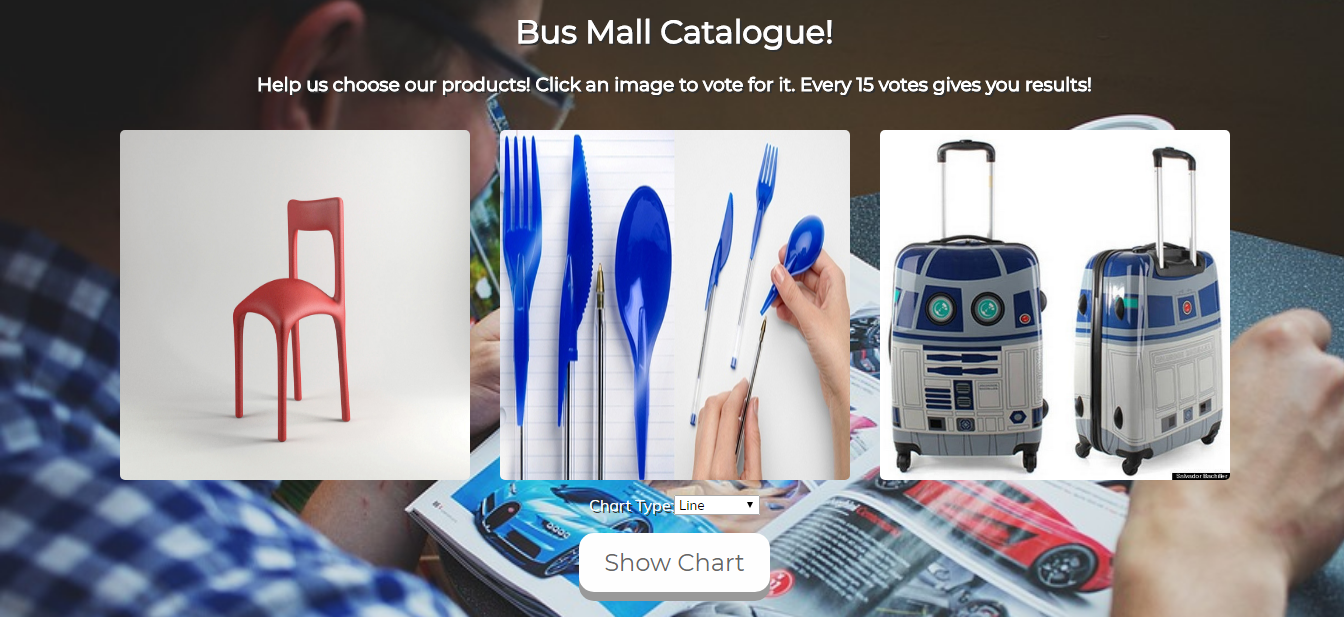 Bus Mall Catalogue!
Help us choose our products! Click an image to vote for it. Every 15 votes gives you results!
Salvador Bachiller
Chart Type: Line
Show Chart